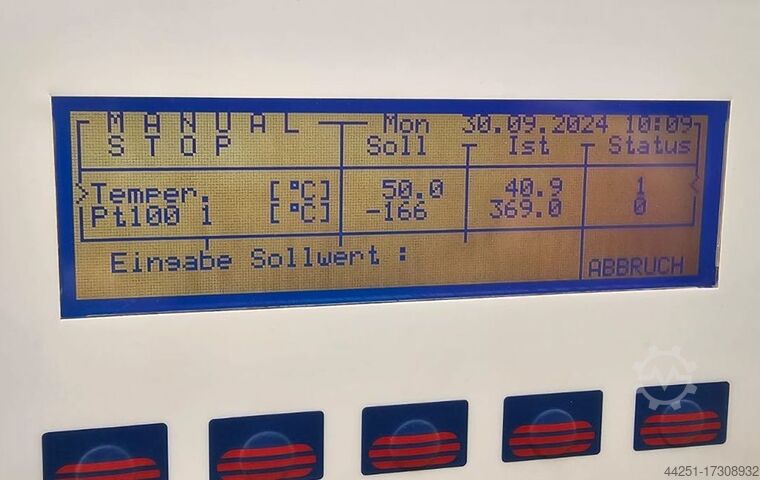 MANUAL Mon 30.09.2024 10:09
STOP Soll Ist Status
Temper. [°C] 50.0 40.9 1
Pt100 1 [°C] -166 369.0 0
Eingabe Sollwert :
ABBRUCH
44251-17308932